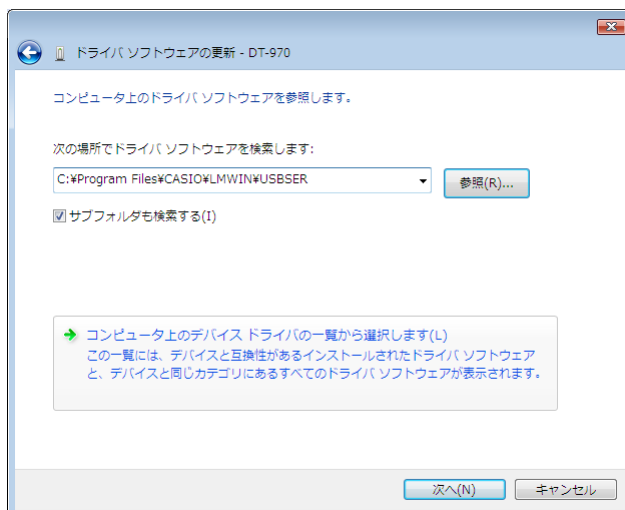 ドライバ ソフトウェアの更新 - DT-970
コンピュータ上のドライバ ソフトウェアを参照します。
次の場所でドライバ ソフトウェアを検索します:
C:¥Program Files¥CASIO¥LMWIN¥USBSER
参照(R)...
サブフォルダも検索する(I)
コンピュータ上のデバイス ドライバの一覧から選択します(L)
この一覧には、デバイスと互換性があるインストールされたドライバ ソフトウェア
と、デバイスと同じカテゴリにあるすべてのドライバ ソフトウェアが表示されます。
次へ(N)
キャンセル